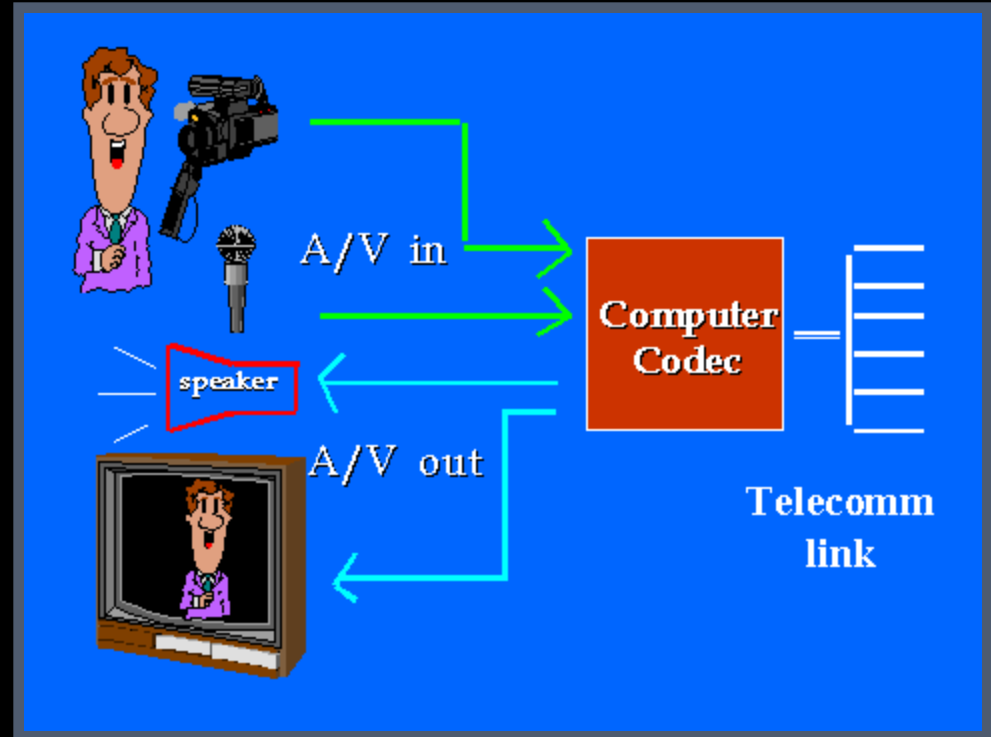 A/V in
Computer
Codec
speaker
A/V out
Telecomm
link